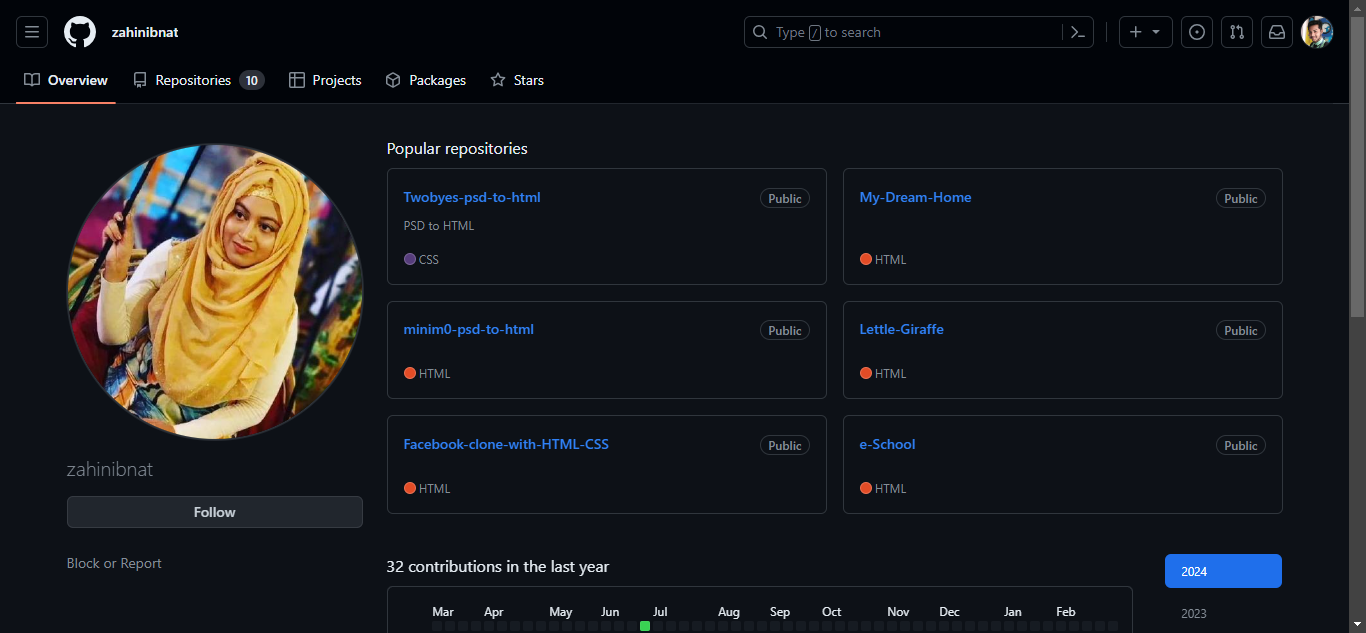 zahinibnat
Type / to search
Overview
Repositories 10
Projects
Packages
Stars
Popular repositories
Twobyes-psd-to-html
Public
PSD to HTML
CSS
My-Dream-Home
Public
HTML
minim0-psd-to-html
Public
HTML
Lettle-Giraffe
Public
HTML
Facebook-clone-with-HTML-CSS
Public
HTML
e-School
Public
HTML
zahinibnat
Follow
Block or Report
32 contributions in the last year
2024
2023
Mar Apr May Jun Jul Aug Sep Oct Nov Dec Jan Feb